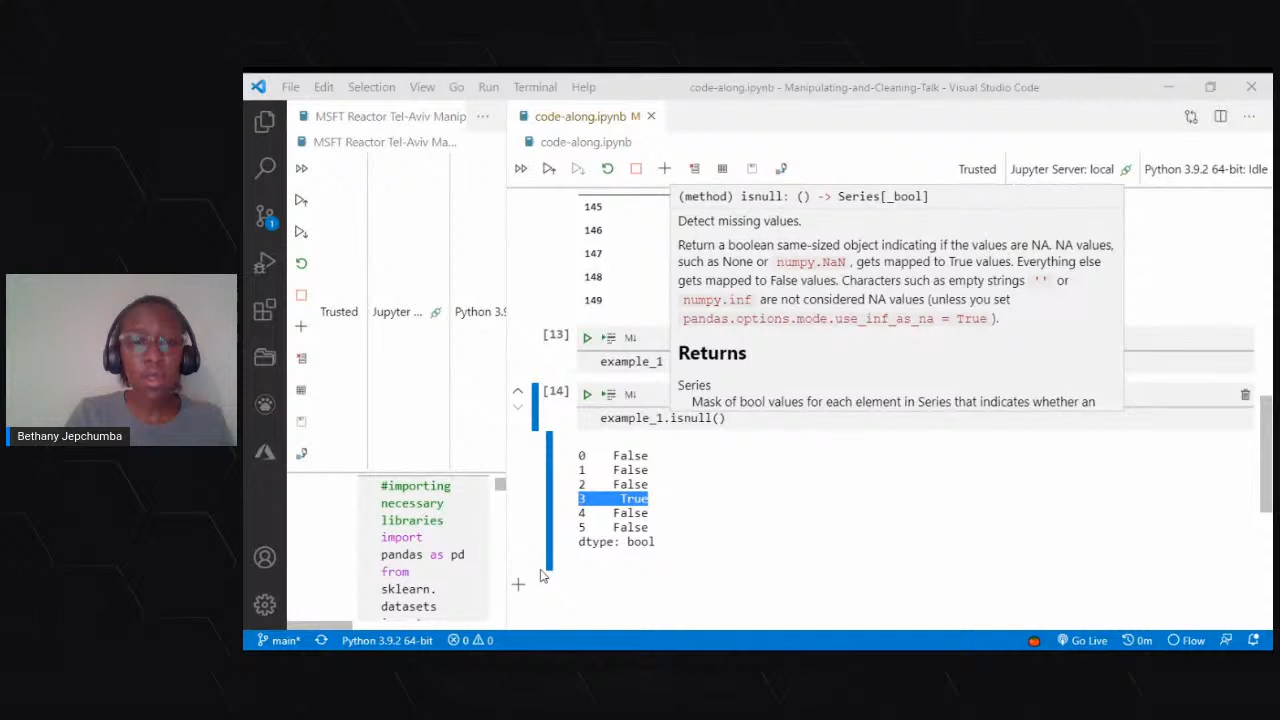 File Edit Selection View Go Run Terminal Help
code-along.ipynb - Manipulating-and-Cleaning-Talk - Visual Studio Code
MSFT Reactor Tel-Aviv Manip ···
code-along.ipynb M
MSFT Reactor Tel-Aviv Ma...
code-along.ipynb
Trusted Jupyter Server: local Python 3.9.2 64-bit: Idle
1
Trusted Jupyter ... Python 3.9
145
146
147
148
149
(method) isnull: () -> Series[_bool]
Detect missing values.
Return a boolean same-sized object indicating if the values are NA. NA values,
such as None or numpy.NaN, gets mapped to True values. Everything else
gets mapped to False values. Characters such as empty strings '' or
numpy.inf are not considered NA values (unless you set
pandas.options.mode.use_inf_as_na = True ).
Returns
Series
Mask of bool values for each element in Series that indicates whether an
[13]
M↓
example_1
[14]
M↓
example_1.isnull()
0 False
1 False
2 False
3 True
4 False
5 False
dtype: bool
#importing
necessary
libraries
import
pandas as pd
from
sklearn.
datasets
Bethany Jepchumba
main* Python 3.9.2 64-bit 0 0 Go Live 0m Flow